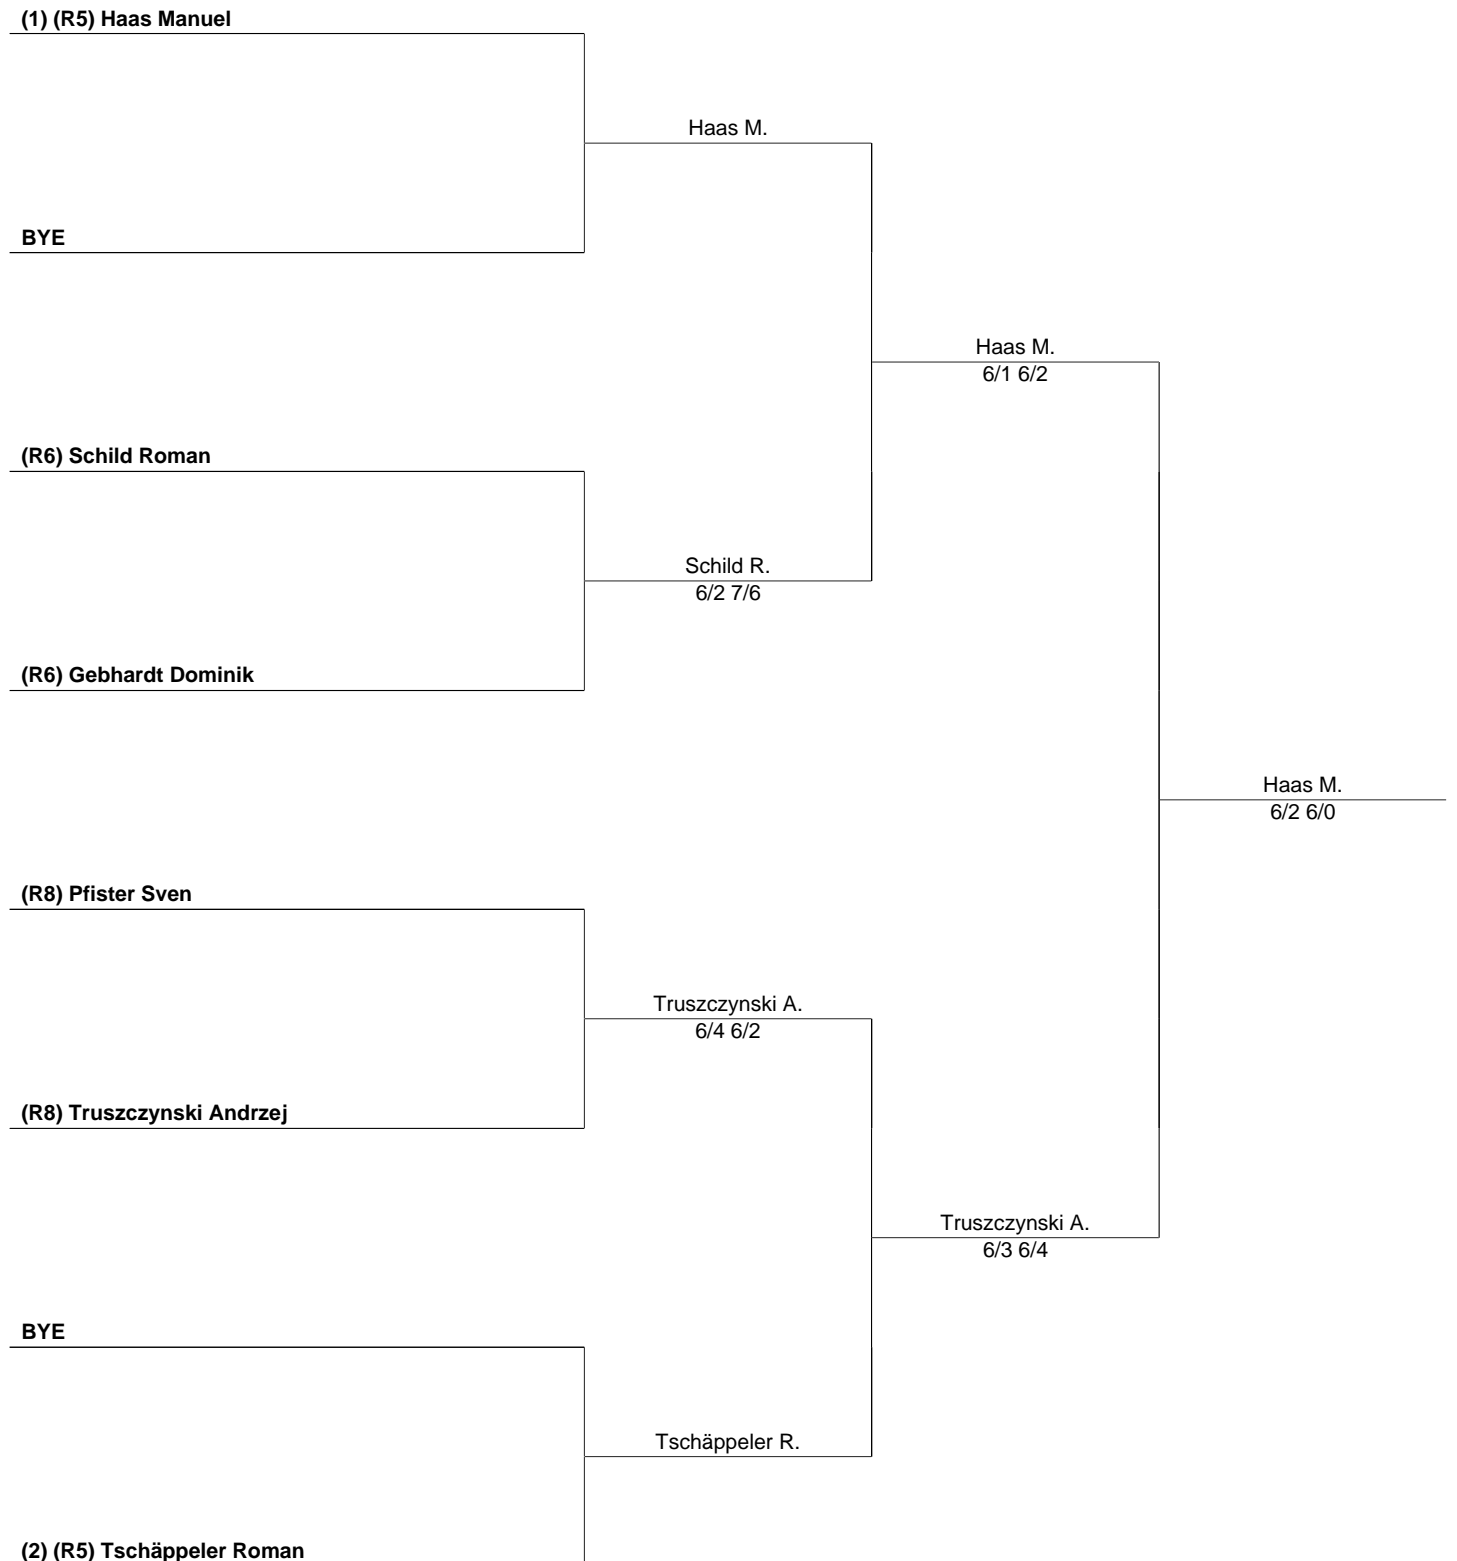 (1) (R5) Haas Manuel
Haas M.
BYE
Haas M.
6/1 6/2
(R6) Schild Roman
Schild R.
6/2 7/6
(R6) Gebhardt Dominik
Haas M.
6/2 6/0
(R8) Pfister Sven
Truszczynski A.
6/4 6/2
(R8) Truszczynski Andrzej
Truszczynski A.
6/3 6/4
BYE
Tschäppeler R.
(2) (R5) Tschäppeler Roman